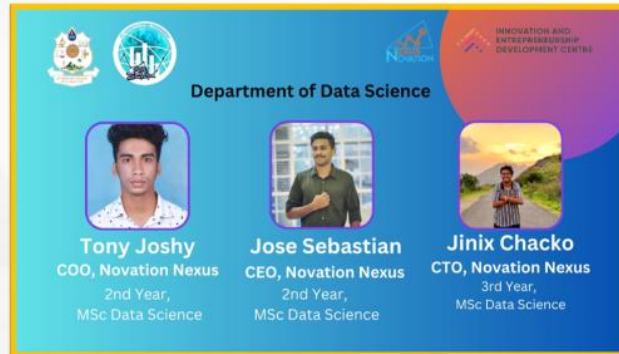 NOVATION
INNOVATION AND
ENTREPRENEURSHIP
DEVELOPMENT CENTRE
Department of Data Science
Tony Joshy
COO, Novation Nexus
2nd Year,
MSc Data Science
Jose Sebastian
CEO, Novation Nexus
2nd Year,
MSc Data Science
Jinix Chacko
CTO, Novation Nexus
3rd Year,
MSc Data Science